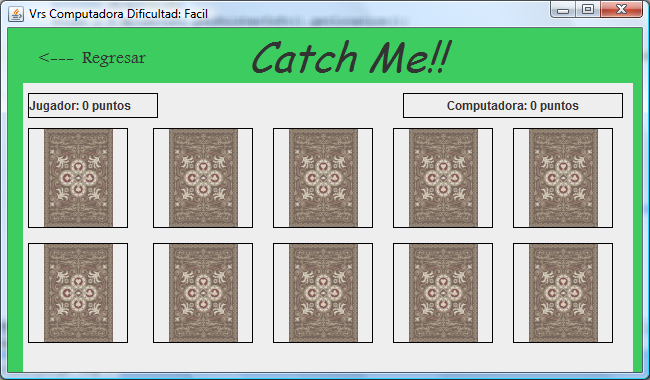 Vrs Computadora Dificultad: Facil
<--- Regresar
Catch Me!!
Jugador: 0 puntos
Computadora: 0 puntos